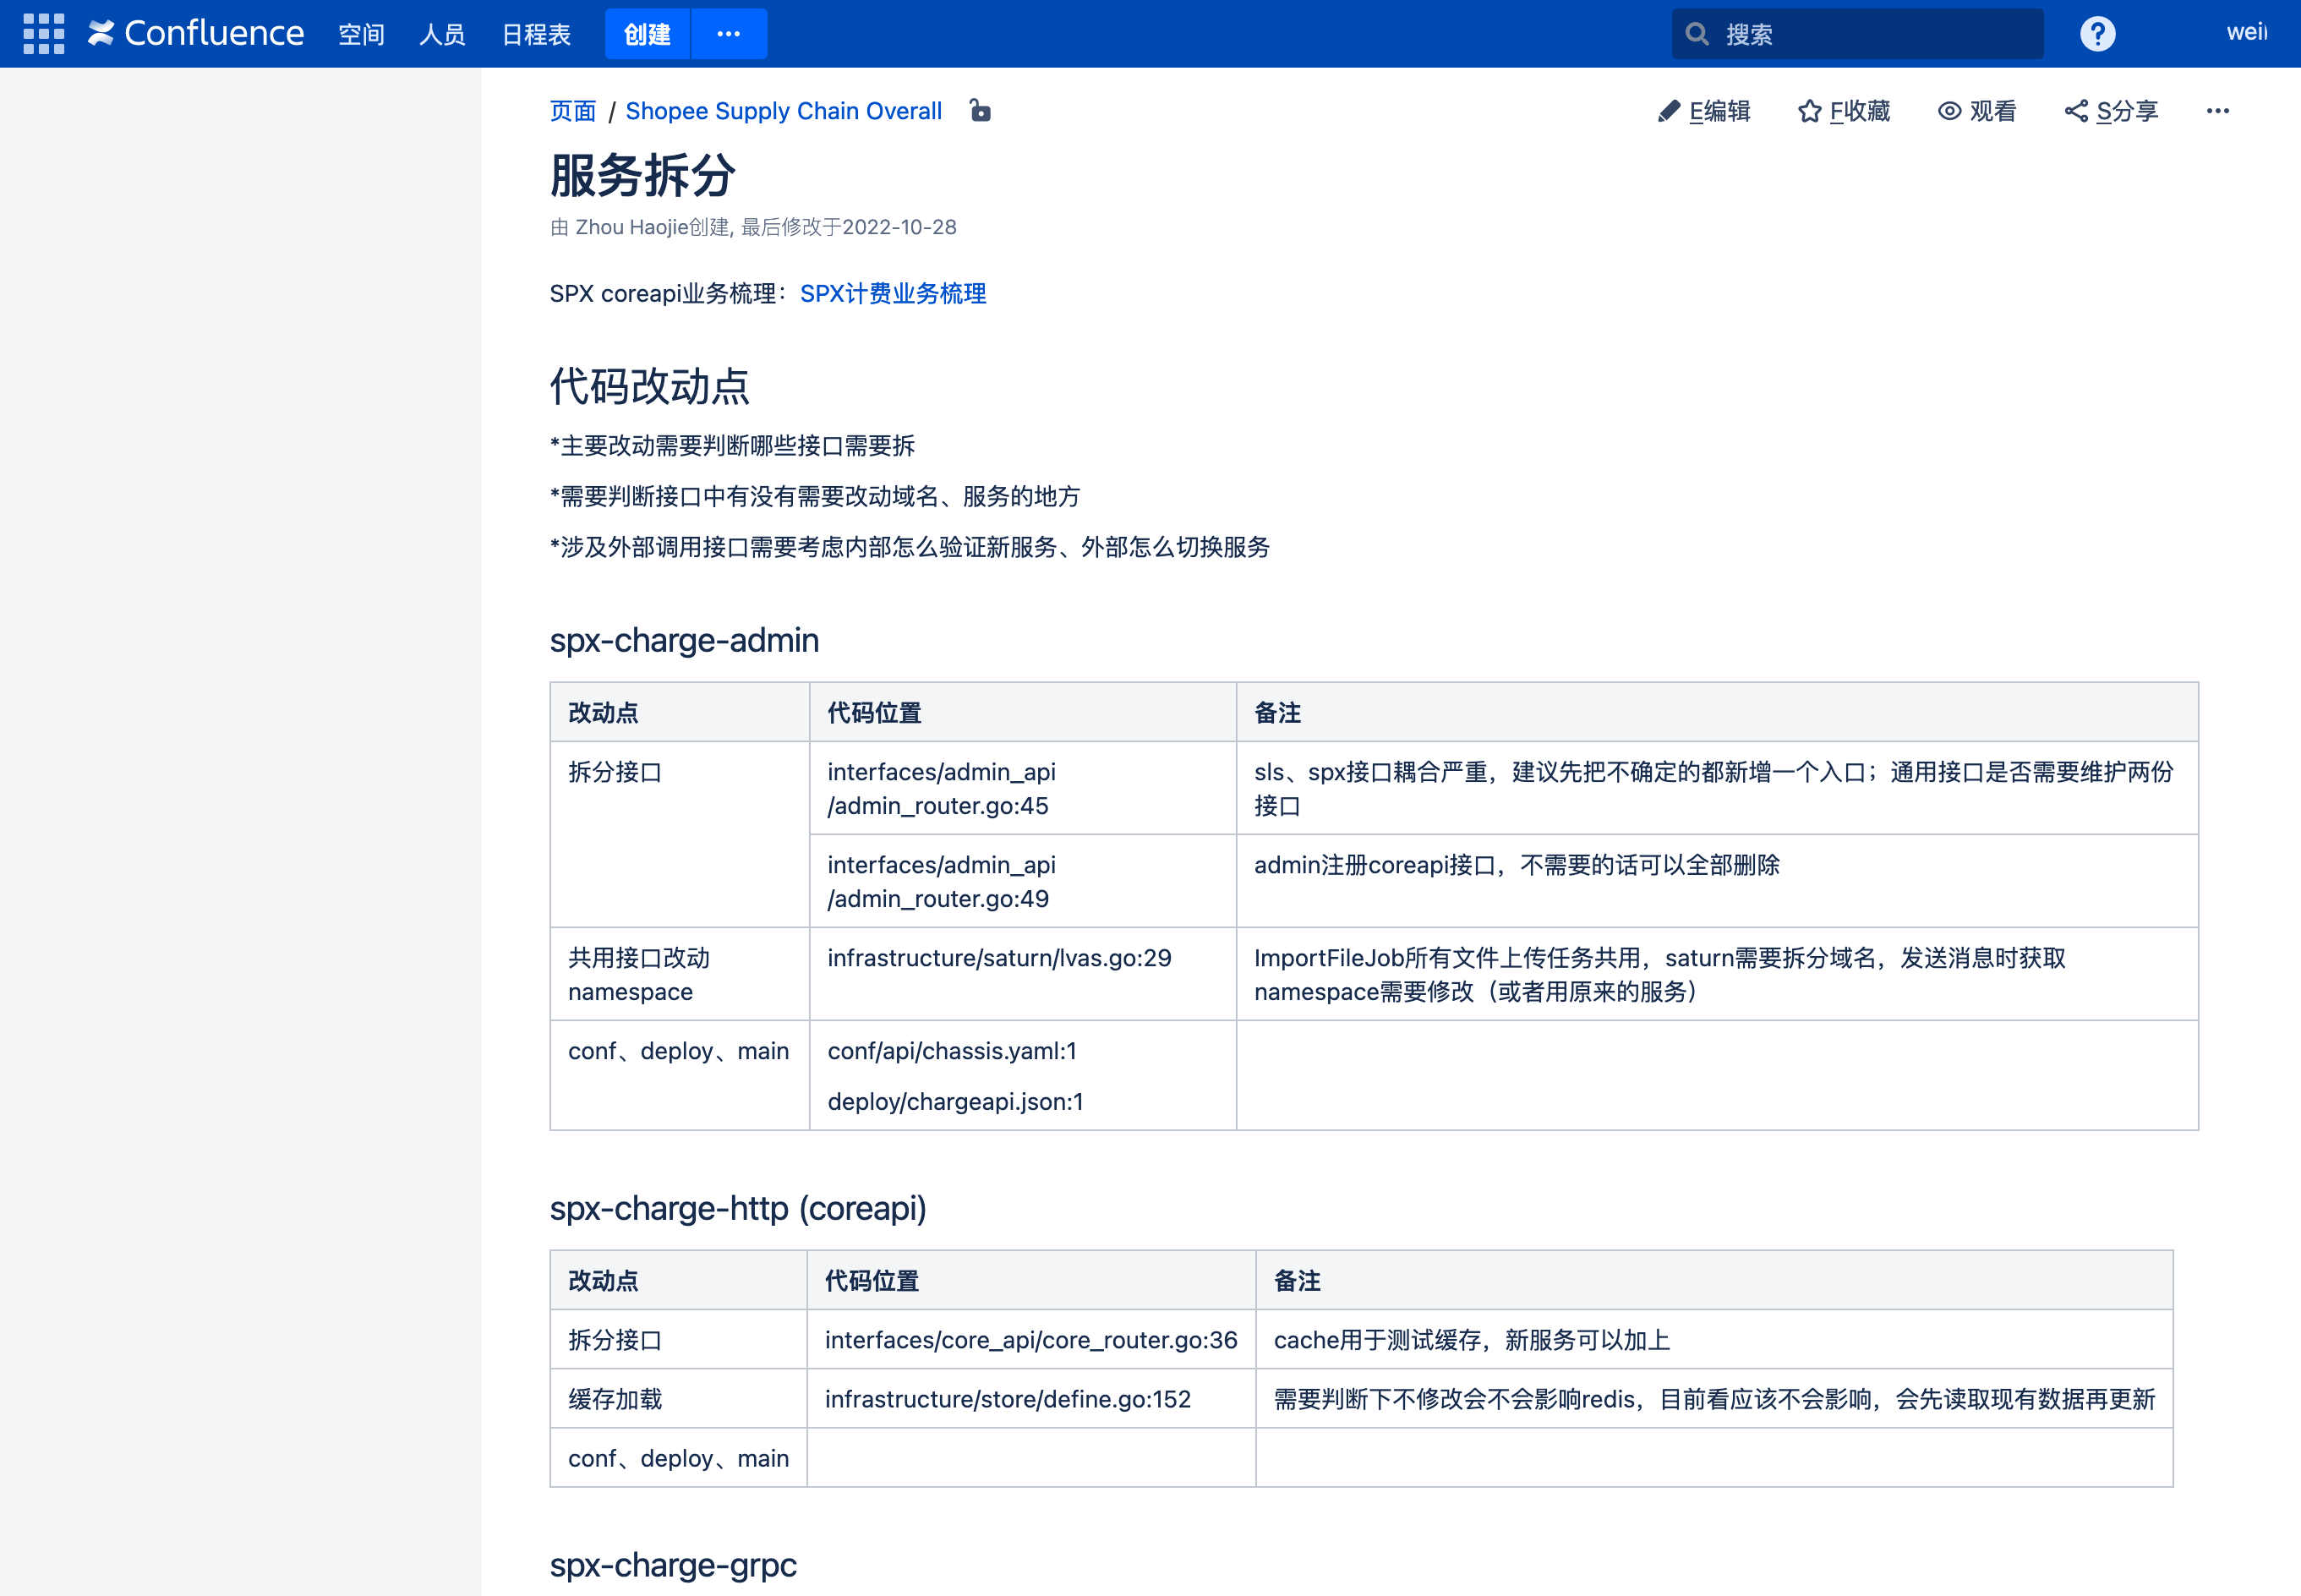 Confluence 空间 人员 日程表 创建 ··· 搜索 ? wei
页面 / Shopee Supply Chain Overall E编辑 F收藏 观看 S分享 ···
服务拆分
由 Zhou Haojie创建, 最后修改于2022-10-28
SPX coreapi业务梳理：SPX计费业务梳理
代码改动点
*主要改动需要判断哪些接口需要拆
*需要判断接口中有没有需要改动域名、服务的地方
*涉及外部调用接口需要考虑内部怎么验证新服务、外部怎么切换服务
spx-charge-admin
改动点 代码位置 备注
拆分接口 interfaces/admin_api sls、spx接口耦合严重，建议先把不确定的都新增一个入口；通用接口是否需要维护两份
/admin_router.go:45 接口
interfaces/admin_api admin注册coreapi接口，不需要的话可以全部删除
/admin_router.go:49
共用接口改动 infrastructure/saturn/lvas.go:29 ImportFileJob所有文件上传任务共用，saturn需要拆分域名，发送消息时获取
namespace namespace需要修改（或者用原来的服务）
conf、deploy、main conf/api/chassis.yaml:1
deploy/chargeapi.json:1
spx-charge-http (coreapi)
改动点 代码位置 备注
拆分接口 interfaces/core_api/core_router.go:36 cache用于测试缓存，新服务可以加上
缓存加载 infrastructure/store/define.go:152 需要判断下不修改会不会影响redis，目前看应该不会影响，会先读取现有数据再更新
conf、deploy、main
spx-charge-grpc